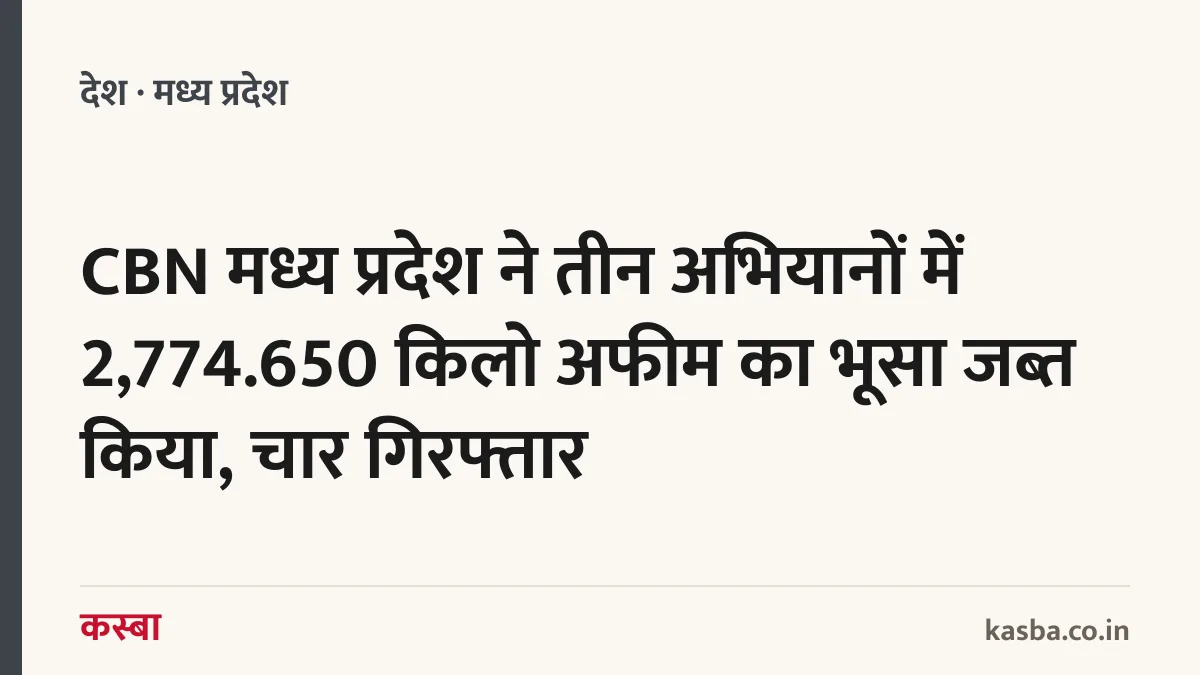 देश · मध्य प्रदेश
CBN मध्य प्रदेश ने तीन अभियानों में
2,774.650 किलो अफीम का भूसा जब्त
किया, चार गिरफ्तार
कस्बा
kasba.co.in